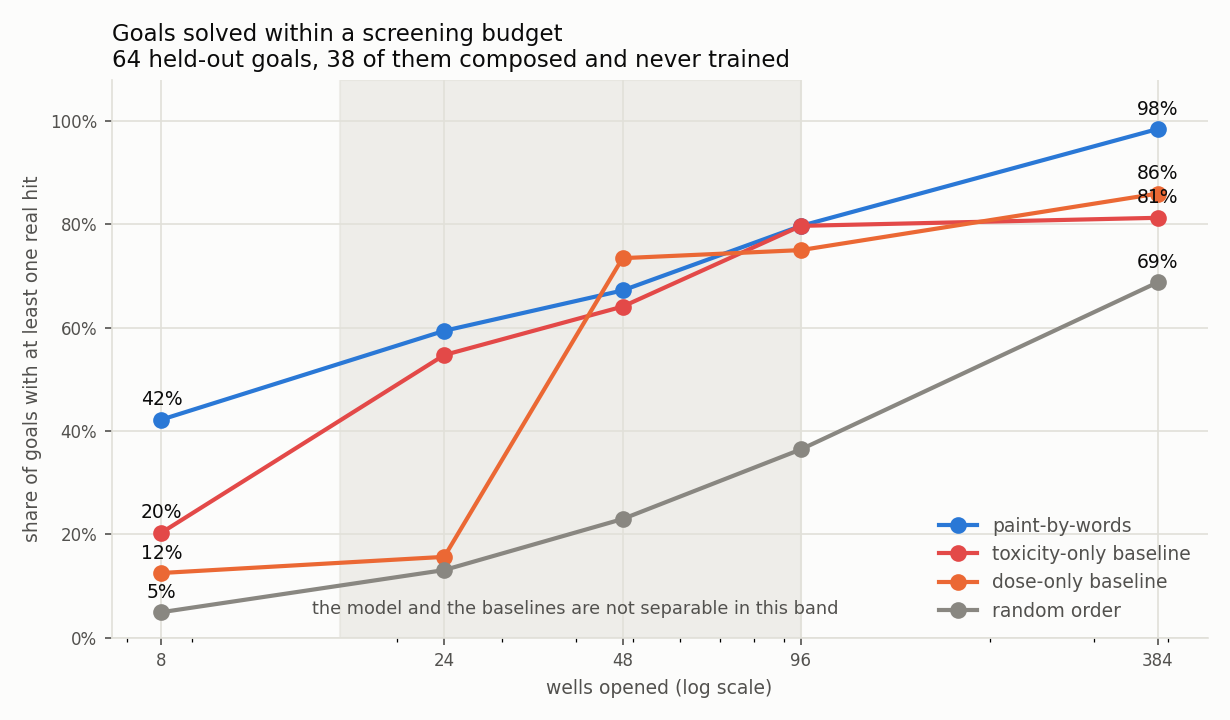 Goals solved within a screening budget
64 held-out goals, 38 of them composed and never trained
share of goals with at least one real hit
100%
80%
60%
40%
20%
0%
98%
86%
81%
69%
42%
20%
12%
5%
the model and the baselines are not separable in this band
paint-by-words
toxicity-only baseline
dose-only baseline
random order
8
24
48
96
384
wells opened (log scale)